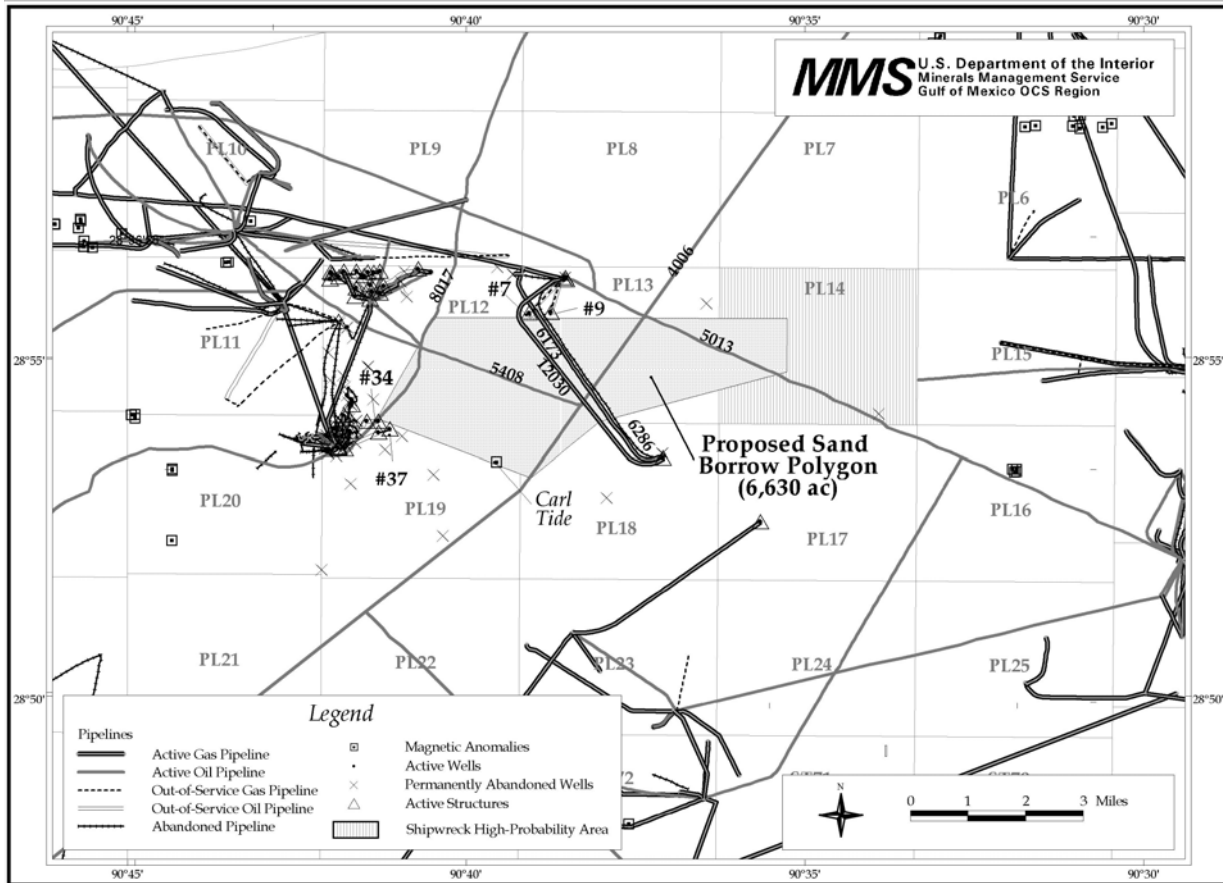 90°45' 90°40' 90°35' 90°30'
MMS
U.S. Department of the Interior
Minerals Management Service
Gulf of Mexico OCS Region
PL10 PL9 PL8 PL7
PL6
4006
8017
#7
PL12
PL13
PL14
#9
28°55' 28°55'
PL11
6173
12030
5013
PL15
5408
#34
6286
Proposed Sand
Borrow Polygon
(6,630 ac)
#37
Carl
Tide
PL20 PL19 PL18 PL17 PL16
PL21 PL22 PL23 PL24 PL25
28°50' 28°50'
Legend
Pipelines
Active Gas Pipeline
Active Oil Pipeline
Out-of-Service Gas Pipeline
Out-of-Service Oil Pipeline
Abandoned Pipeline
Magnetic Anomalies
Active Wells
Permanently Abandoned Wells
Active Structures
Shipwreck High-Probability Area
N
0 1 2 3 Miles
90°45' 90°40' 90°35' 90°30'